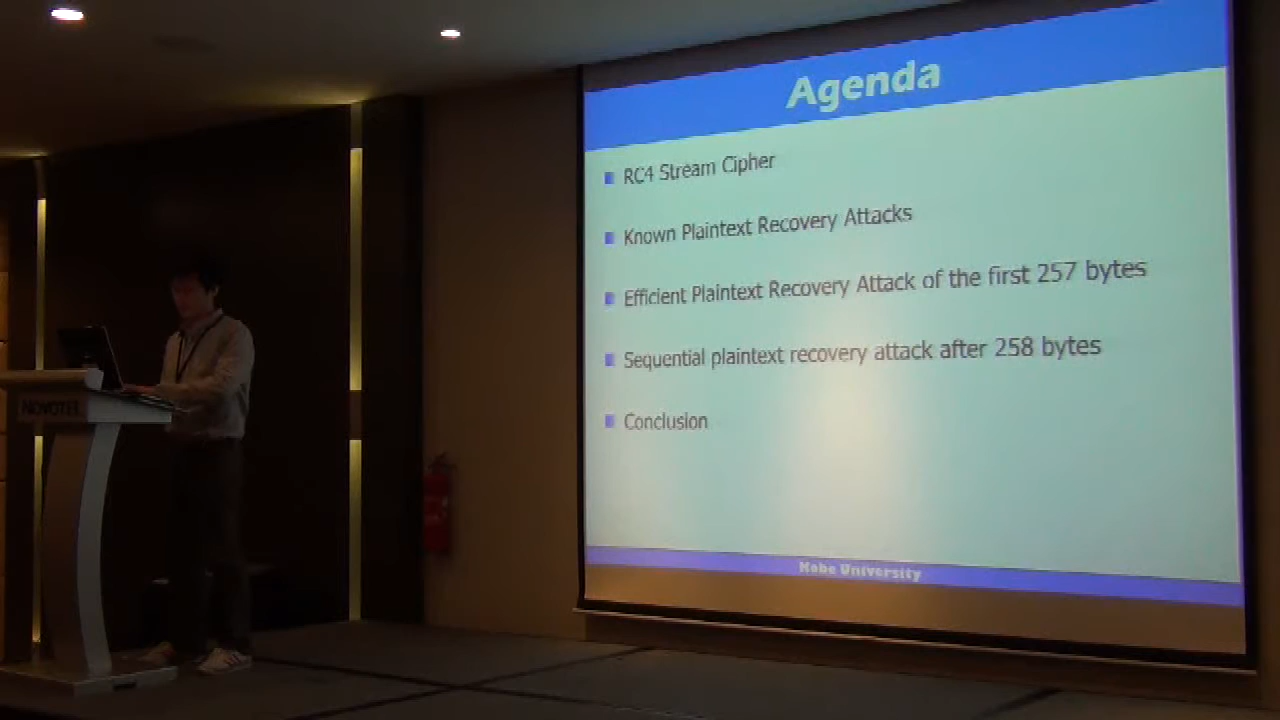 Agenda
RC4 Stream Cipher
Known Plaintext Recovery Attacks
Efficient Plaintext Recovery Attack of the first 257 bytes
Sequential plaintext recovery attack after 258 bytes
Conclusion
Kobe University
NOVOTEL